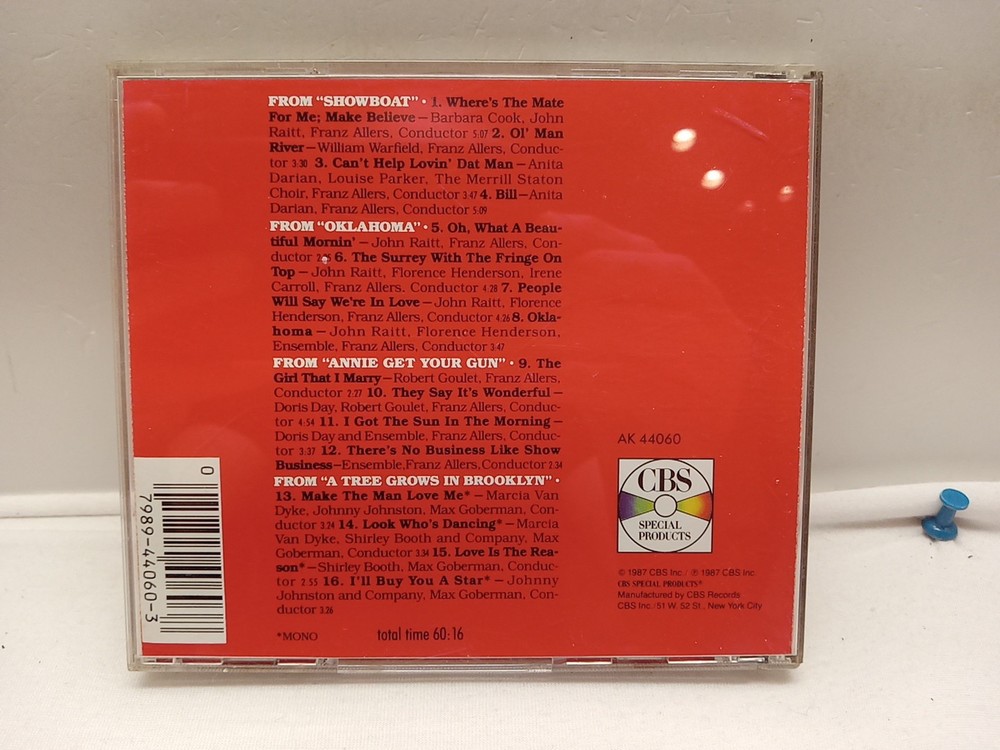 FROM "SHOWBOAT" • 1. Where's The Mate
For Me; Make Believe — Barbara Cook, John
Raitt, Franz Allers, Conductor 5:07 2. Ol' Man
River — William Warfield, Franz Allers, Conduc-
tor 3:30 3. Can't Help Lovin' Dat Man — Anita
Darian, Louise Parker, The Merrill Staton
Choir, Franz Allers, Conductor 3:47 4. Bill — Anita
Darian, Franz Allers, Conductor 5:09
FROM "OKLAHOMA" • 5. Oh, What A Beau-
tiful Mornin' — John Raitt, Franz Allers, Con-
ductor 6. The Surrey With The Fringe On
Top — John Raitt, Florence Henderson, Irene
Carroll, Franz Allers. Conductor 4:28 7. People
Will Say We're In Love — John Raitt, Florence
Henderson, Franz Allers, Conductor 4:26 8. Okla-
homa — John Raitt, Florence Henderson,
Ensemble, Franz Allers, Conductor 3:47
FROM "ANNIE GET YOUR GUN" • 9. The
Girl That I Marry — Robert Goulet, Franz Allers,
Conductor 2:27 10. They Say It's Wonderful —
Doris Day, Robert Goulet, Franz Allers, Conduc-
tor 4:54 11. I Got The Sun In The Morning —
Doris Day and Ensemble, Franz Allers, Conduc-
tor 3:37 12. There's No Business Like Show
Business — Ensemble, Franz Allers, Conductor 2:34
FROM "A TREE GROWS IN BROOKLYN" •
13. Make The Man Love Me* — Marcia Van
Dyke, Johnny Johnston, Max Goberman, Con-
ductor 3:24 14. Look Who's Dancing* — Marcia
Van Dyke, Shirley Booth and Company, Max
Goberman, Conductor 3:34 15. Love Is The Rea-
son* — Shirley Booth, Max Goberman, Conduc-
tor 2:55 16. I'll Buy You A Star* — Johnny
Johnston and Company, Max Goberman, Con-
ductor 3:26
*MONO total time 60:16
0
7989-44060-3
AK 44060
CBS
SPECIAL
PRODUCTS
© 1987 CBS Inc./ ℗ 1987 CBS Inc.
CBS SPECIAL PRODUCTS®
Manufactured by CBS Records
CBS Inc./51 W. 52 St., New York City